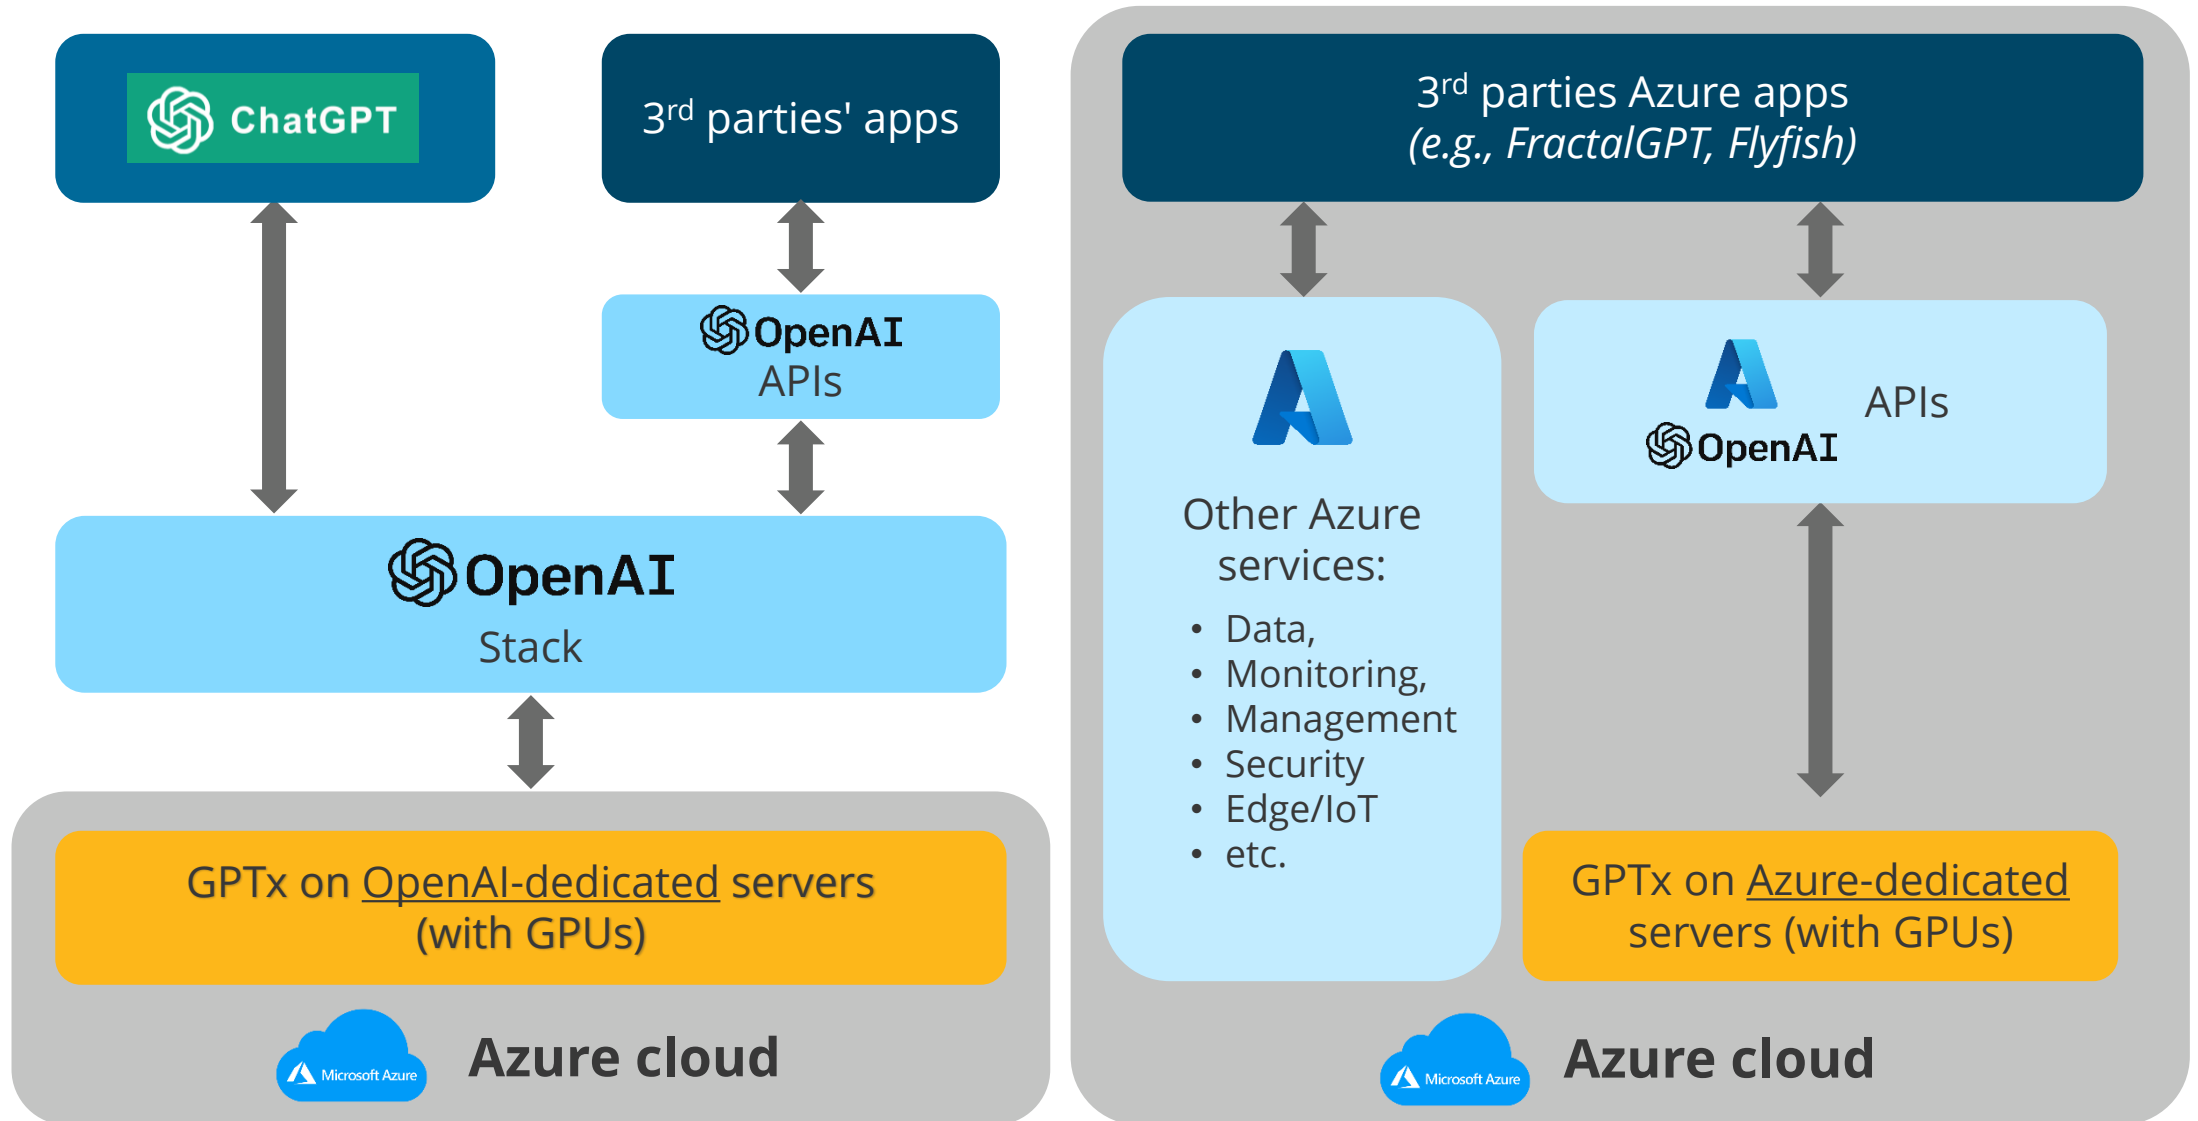 ChatGPT
3rd parties' apps
OpenAI
APIs
OpenAI
Stack
GPTx on OpenAI-dedicated servers
(with GPUs)
Microsoft Azure
Azure cloud
3rd parties Azure apps
(e.g., FractalGPT, Flyfish)
Other Azure
services:
• Data,
• Monitoring,
• Management
• Security
• Edge/IoT
• etc.
OpenAI
APIs
GPTx on Azure-dedicated
servers (with GPUs)
Microsoft Azure
Azure cloud